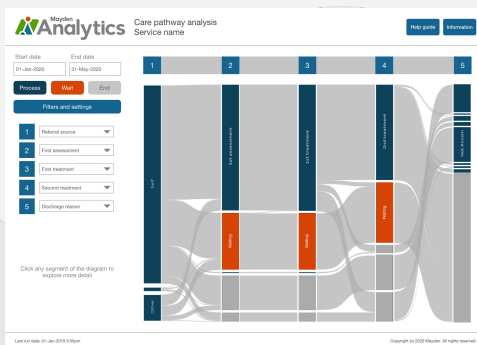 Mayden
Analytics
Care pathway analysis
Service name
Help guide
Information
Start date
End date
01-Jan-2020
31-May-2020
Process
Wait
End
Filters and settings
1
Referral source
2
First assessment
3
First treatment
4
Second treatment
5
Discharge reason
Click any segment of the diagram to
explore more detail
1
2
3
4
5
Self
Other
1st assessment
Waiting
1st treatment
Waiting
2nd treatment
Waiting
Last run date: 31-Jan-2019 9:55pm
Copyright (c) 2020 Mayden. All rights reserved.